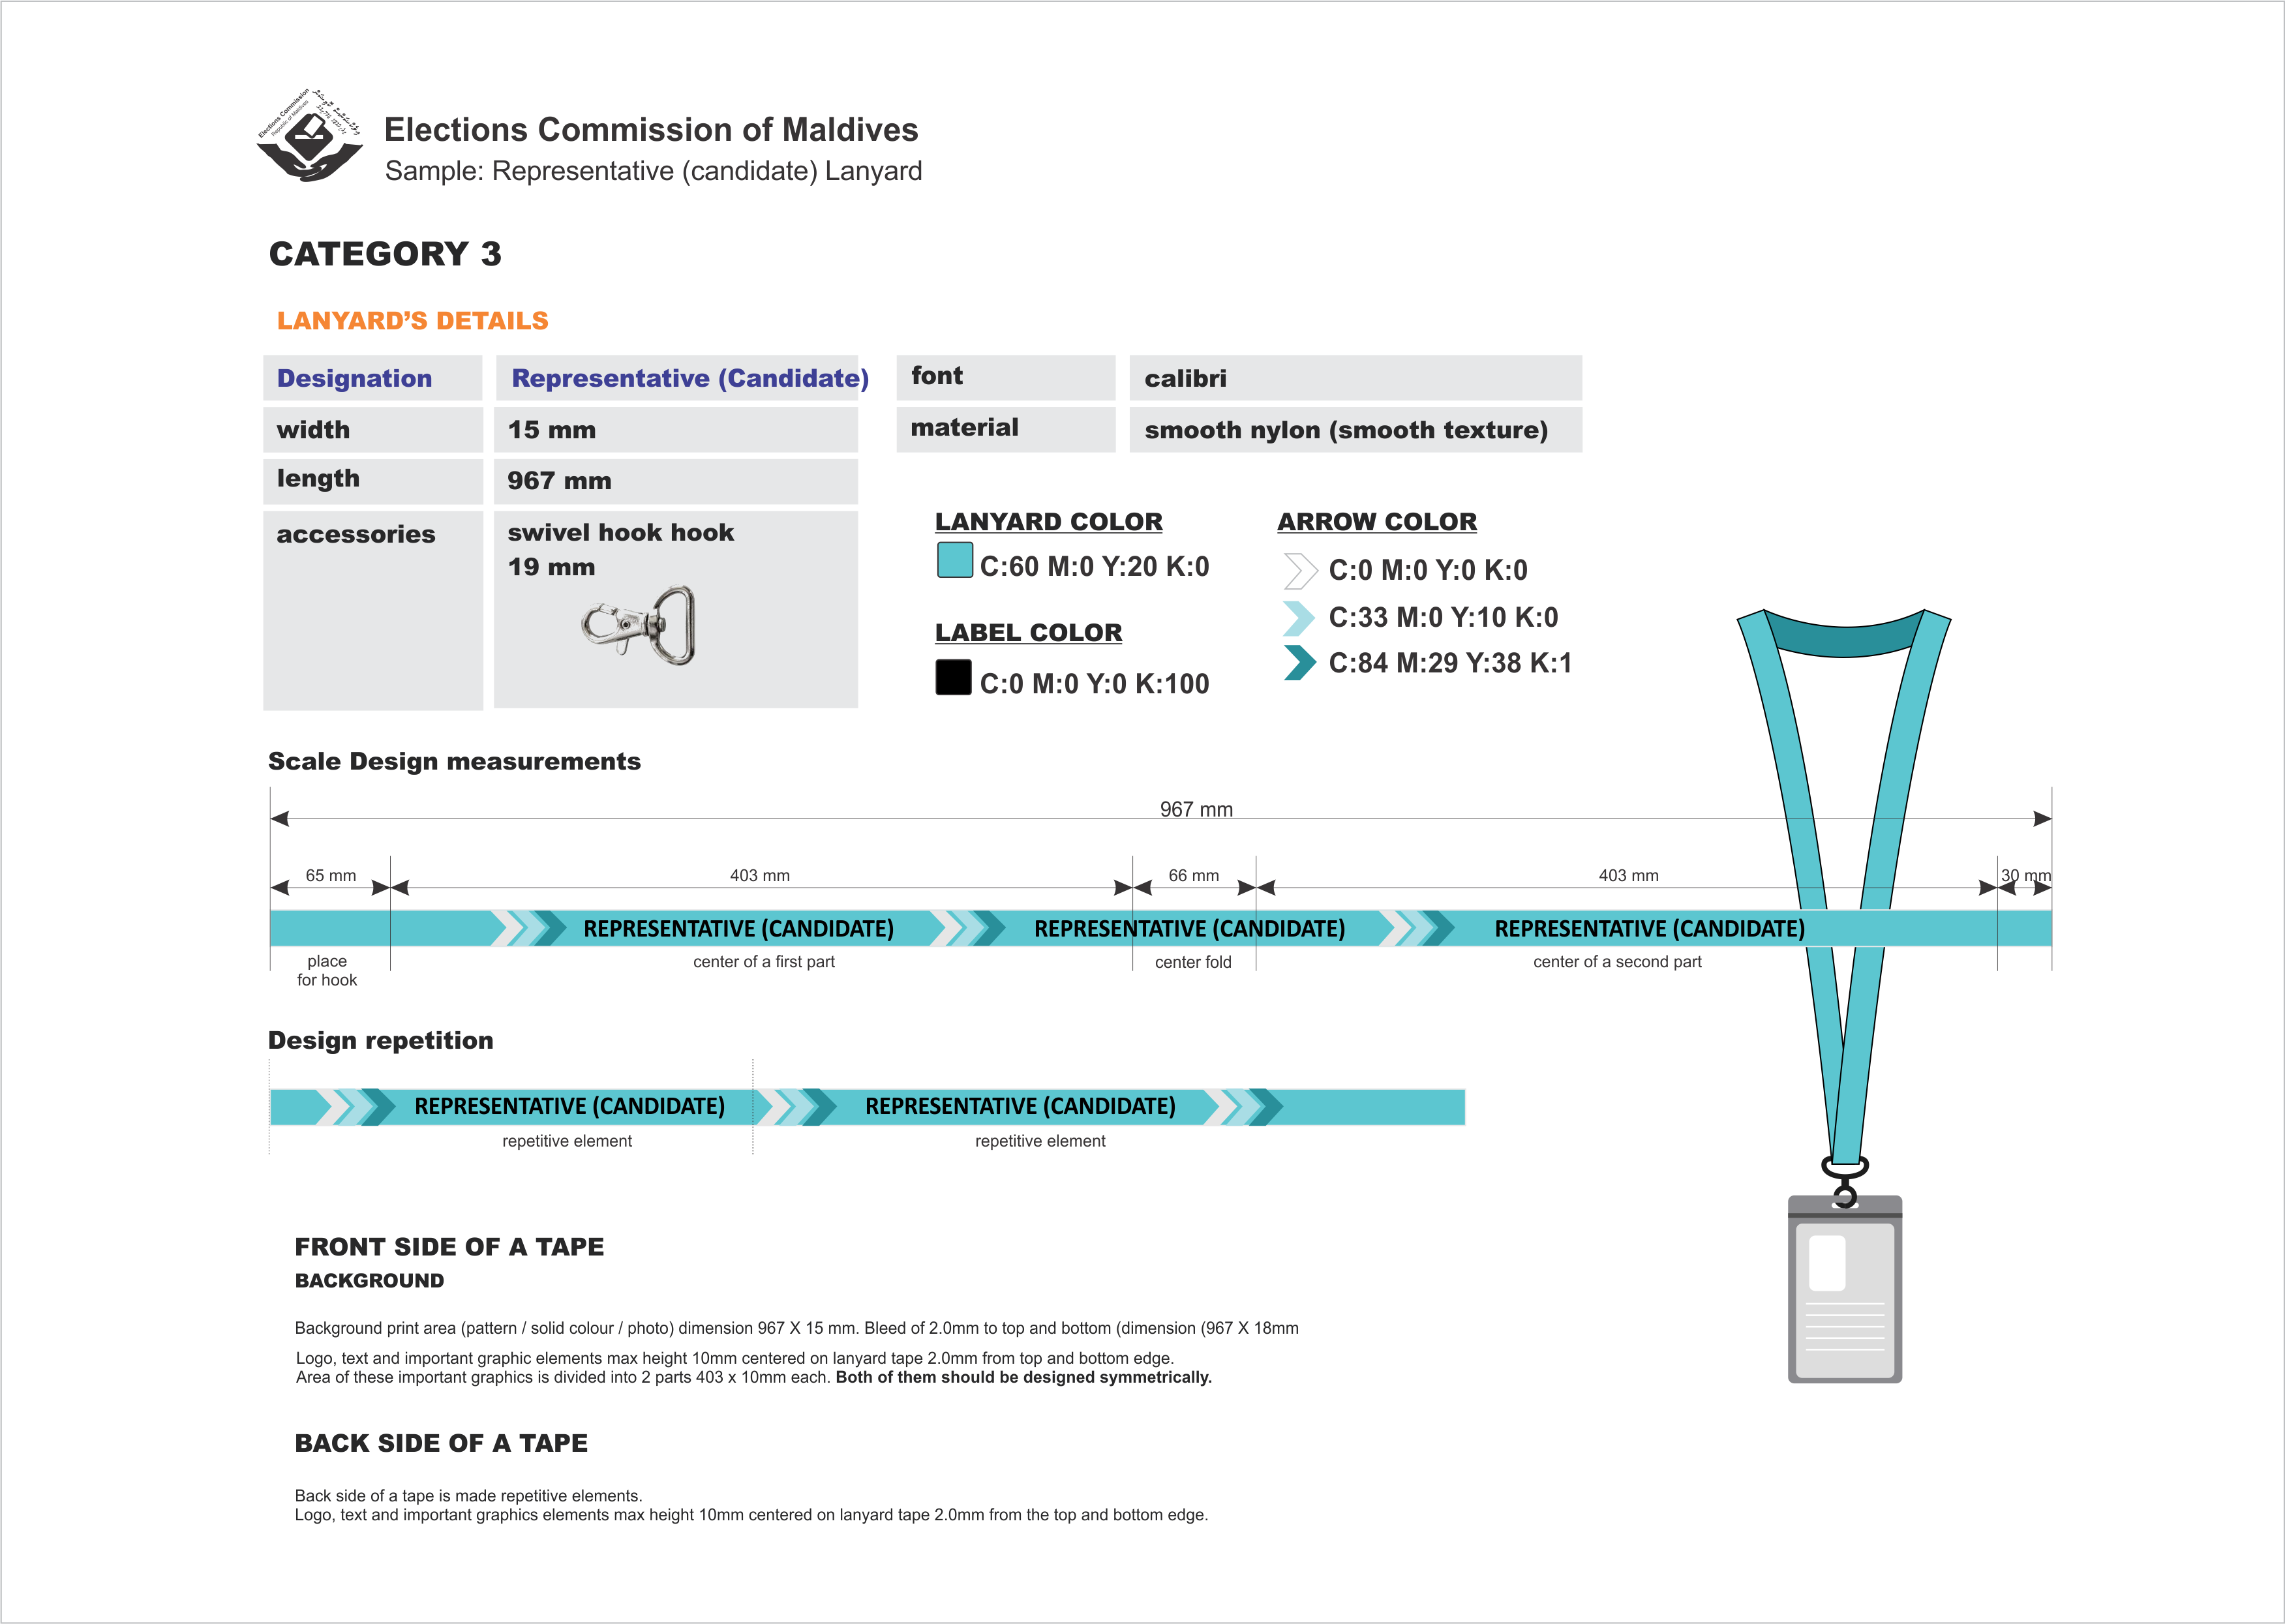 Elections Commission
Republic of Maldives
Elections Commission of Maldives
Sample: Representative (candidate) Lanyard
CATEGORY 3
LANYARD’S DETAILS
Designation Representative (Candidate)
width 15 mm
length 967 mm
accessories swivel hook hook
19 mm
font calibri
material smooth nylon (smooth texture)
LANYARD COLOR
C:60 M:0 Y:20 K:0
LABEL COLOR
C:0 M:0 Y:0 K:100
ARROW COLOR
C:0 M:0 Y:0 K:0
C:33 M:0 Y:10 K:0
C:84 M:29 Y:38 K:1
Scale Design measurements
967 mm
65 mm 403 mm 66 mm 403 mm 30 mm
REPRESENTATIVE (CANDIDATE) REPRESENTATIVE (CANDIDATE) REPRESENTATIVE (CANDIDATE)
place
for hook
center of a first part center fold center of a second part
Design repetition
REPRESENTATIVE (CANDIDATE) REPRESENTATIVE (CANDIDATE)
repetitive element repetitive element
FRONT SIDE OF A TAPE
BACKGROUND
Background print area (pattern / solid colour / photo) dimension 967 X 15 mm. Bleed of 2.0mm to top and bottom (dimension (967 X 18mm
Logo, text and important graphic elements max height 10mm centered on lanyard tape 2.0mm from top and bottom edge.
Area of these important graphics is divided into 2 parts 403 x 10mm each. Both of them should be designed symmetrically.
BACK SIDE OF A TAPE
Back side of a tape is made repetitive elements.
Logo, text and important graphics elements max height 10mm centered on lanyard tape 2.0mm from the top and bottom edge.